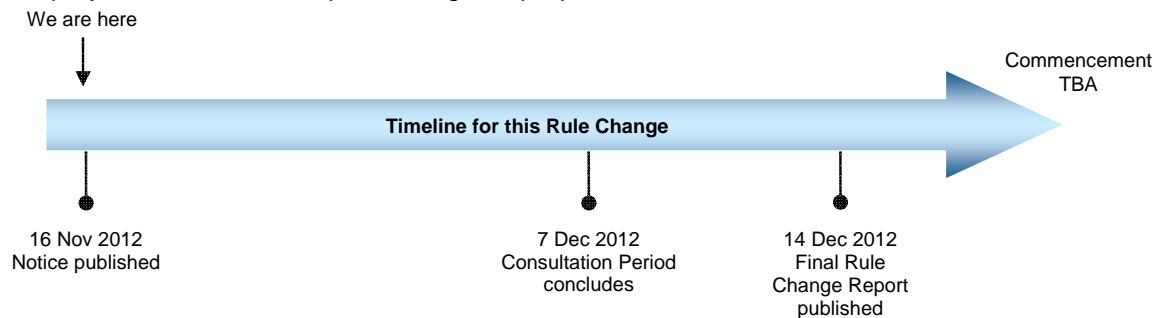 We are here
Commencement
TBA
Timeline for this Rule Change
16 Nov 2012
Notice published
7 Dec 2012
Consultation Period
concludes
14 Dec 2012
Final Rule
Change Report
published